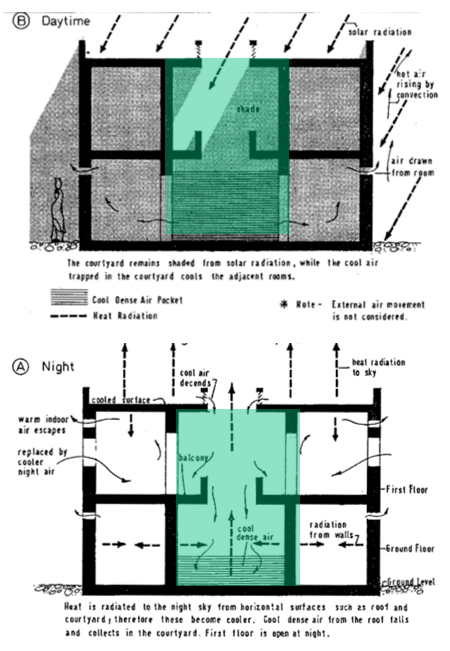 B Daytime
solar radiation
hot air
rising by
convection
shade
air drawn
from room
The courtyard remains shaded from solar radiation, while the cool air
trapped in the courtyard cools the adjacent rooms.
Cool Dense Air Pocket
Heat Radiation
* Note - External air movement
is not considered.
A Night
cool air
decends
heat radiation
to sky
cooled surface
warm indoor
air escapes
replaced by
cooler
night air
balcony
First Floor
cool
dense air
radiation
from walls
Ground Floor
Ground Level
Heat is radiated to the night sky from horizontal surfaces such as roof and
courtyard; therefore these become cooler. Cool dense air from the roof falls
and collects in the courtyard. First floor is open at night.